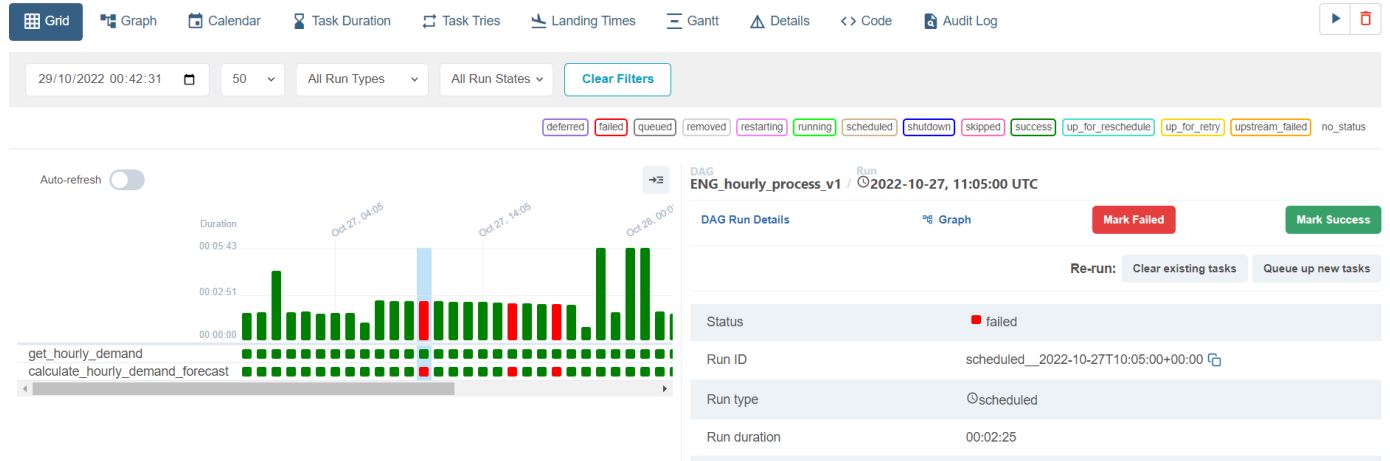 Grid Graph Calendar Task Duration Task Tries Landing Times Gantt Details Code Audit Log
29/10/2022 00:42:31 50 All Run Types All Run States Clear Filters
deferred failed queued removed restarting running scheduled shutdown skipped success up_for_reschedule up_for_retry upstream_failed no_status
Auto-refresh
DAG Run
ENG_hourly_process_v1 / 2022-10-27, 11:05:00 UTC
DAG Run Details Graph Mark Failed Mark Success
Re-run: Clear existing tasks Queue up new tasks
Duration Oct 27, 04:05 Oct 27, 14:05 Oct 28, 00:0
00:05:43
00:02:51
00:00:00
get_hourly_demand
calculate_hourly_demand_forecast
Status failed
Run ID scheduled__2022-10-27T10:05:00+00:00
Run type scheduled
Run duration 00:02:25